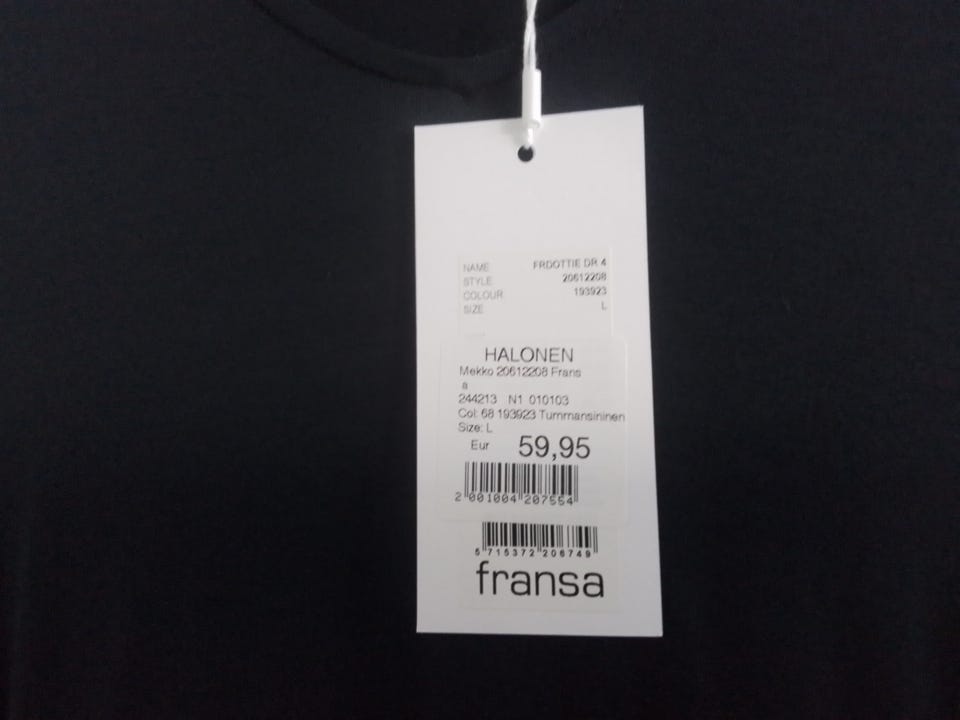 NAME FRDOTTIE DR 4
STYLE 20612208
COLOUR 193923
SIZE L
HALONEN
Mekko 20612208 Frans
a
244213 N1 010103
Col: 68 193923 Tummansininen
Size: L
Eur 59,95
2 001004 207554
5 715372 206749
fransa